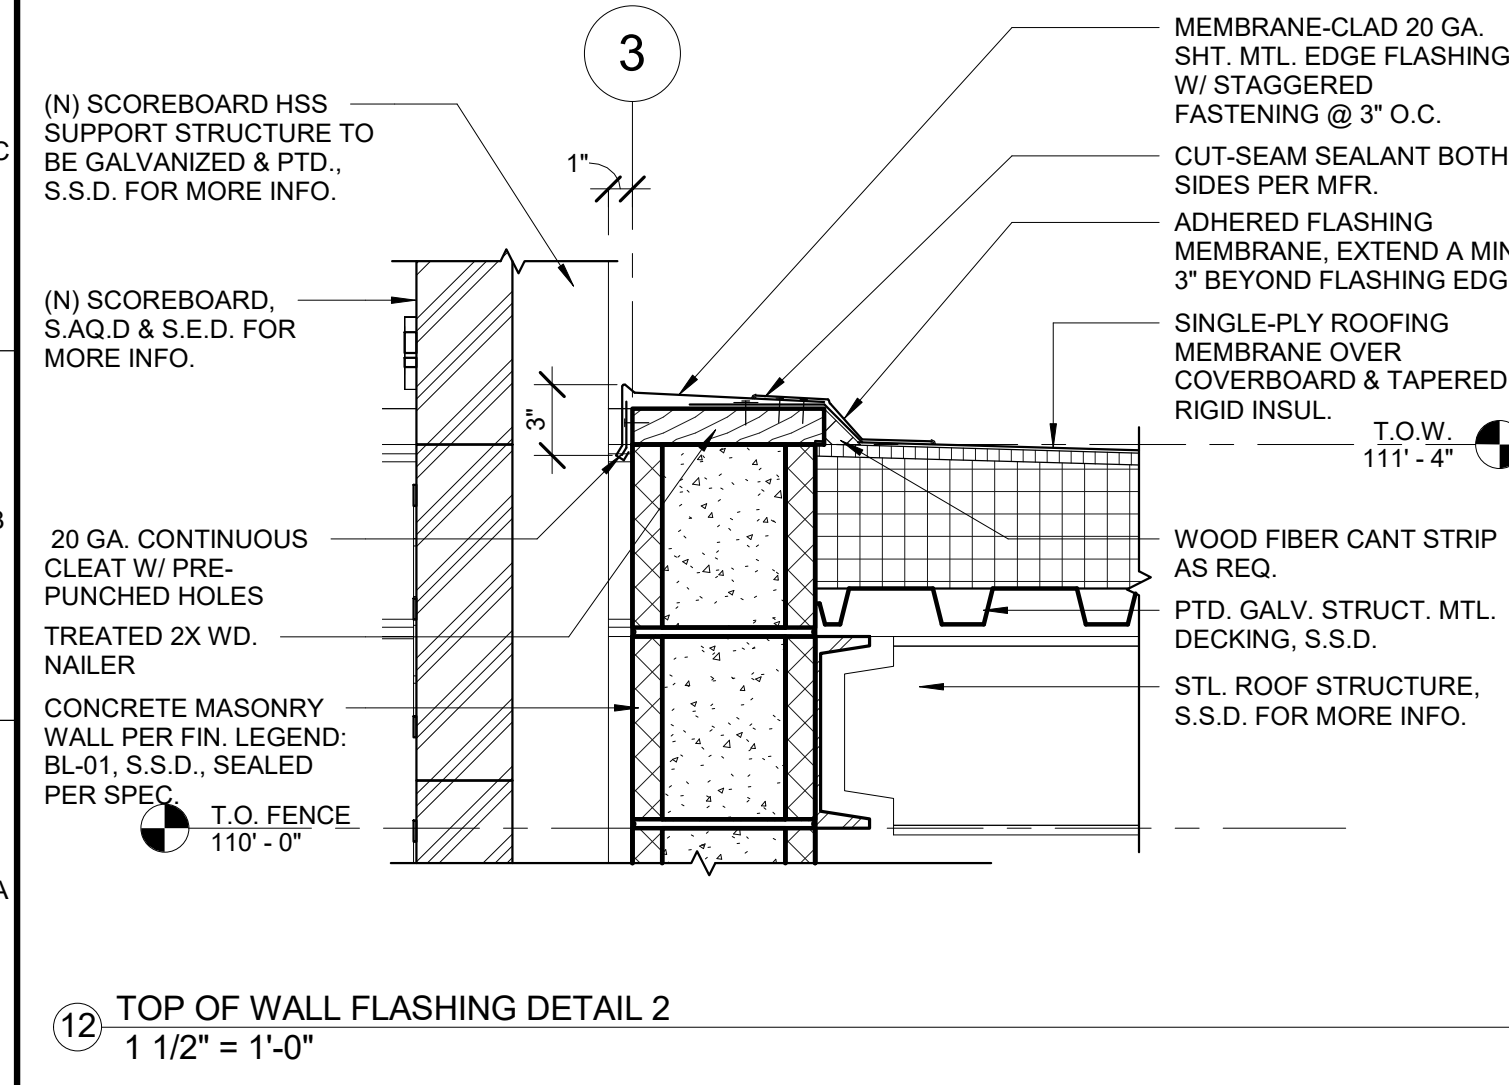 3
(N) SCOREBOARD HSS
SUPPORT STRUCTURE TO
BE GALVANIZED & PTD.,
S.S.D. FOR MORE INFO.
(N) SCOREBOARD,
S.AQ.D & S.E.D. FOR
MORE INFO.
20 GA. CONTINUOUS
CLEAT W/ PRE-
PUNCHED HOLES
TREATED 2X WD.
NAILER
CONCRETE MASONRY
WALL PER FIN. LEGEND:
BL-01, S.S.D., SEALED
PER SPEC.
T.O. FENCE
110' - 0"
1"
3"
MEMBRANE-CLAD 20 GA.
SHT. MTL. EDGE FLASHING
W/ STAGGERED
FASTENING @ 3" O.C.
CUT-SEAM SEALANT BOTH
SIDES PER MFR.
ADHERED FLASHING
MEMBRANE, EXTEND A MIN
3" BEYOND FLASHING EDG
SINGLE-PLY ROOFING
MEMBRANE OVER
COVERBOARD & TAPERED
RIGID INSUL.
T.O.W.
111' - 4"
WOOD FIBER CANT STRIP
AS REQ.
PTD. GALV. STRUCT. MTL.
DECKING, S.S.D.
STL. ROOF STRUCTURE,
S.S.D. FOR MORE INFO.
C
B
A
12
TOP OF WALL FLASHING DETAIL 2
1 1/2" = 1'-0"